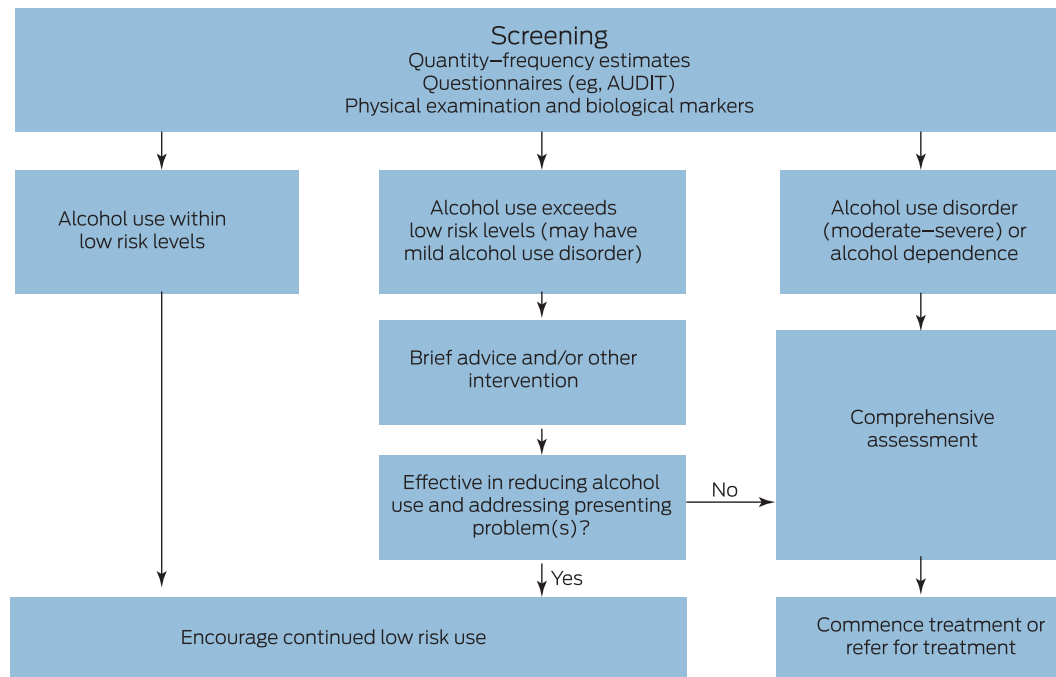 Screening
Quantity–frequency estimates
Questionnaires (eg, AUDIT)
Physical examination and biological markers
Alcohol use within
low risk levels
Alcohol use exceeds
low risk levels (may have
mild alcohol use disorder)
Alcohol use disorder
(moderate–severe) or
alcohol dependence
Brief advice and/or other
intervention
Comprehensive
assessment
Effective in reducing alcohol
use and addressing presenting
problem(s)?
No
Yes
Encourage continued low risk use
Commence treatment or
refer for treatment